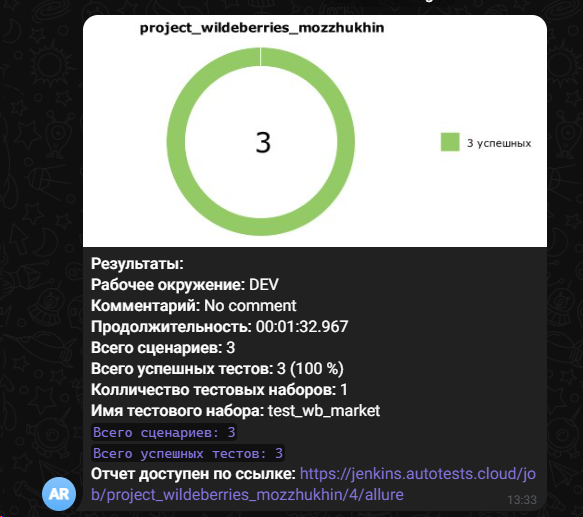 project_wildeberries_mozzhukhin
3
3 успешных
Результаты:
Рабочее окружение: DEV
Комментарий: No comment
Продолжительность: 00:01:32.967
Всего сценариев: 3
Всего успешных тестов: 3 (100 %)
Колличество тестовых наборов: 1
Имя тестового набора: test_wb_market
Всего сценариев: 3
Всего успешных тестов: 3
Отчет доступен по ссылке: https://jenkins.autotests.cloud/jo
b/project_wildeberries_mozzhukhin/4/allure
AR
13:33